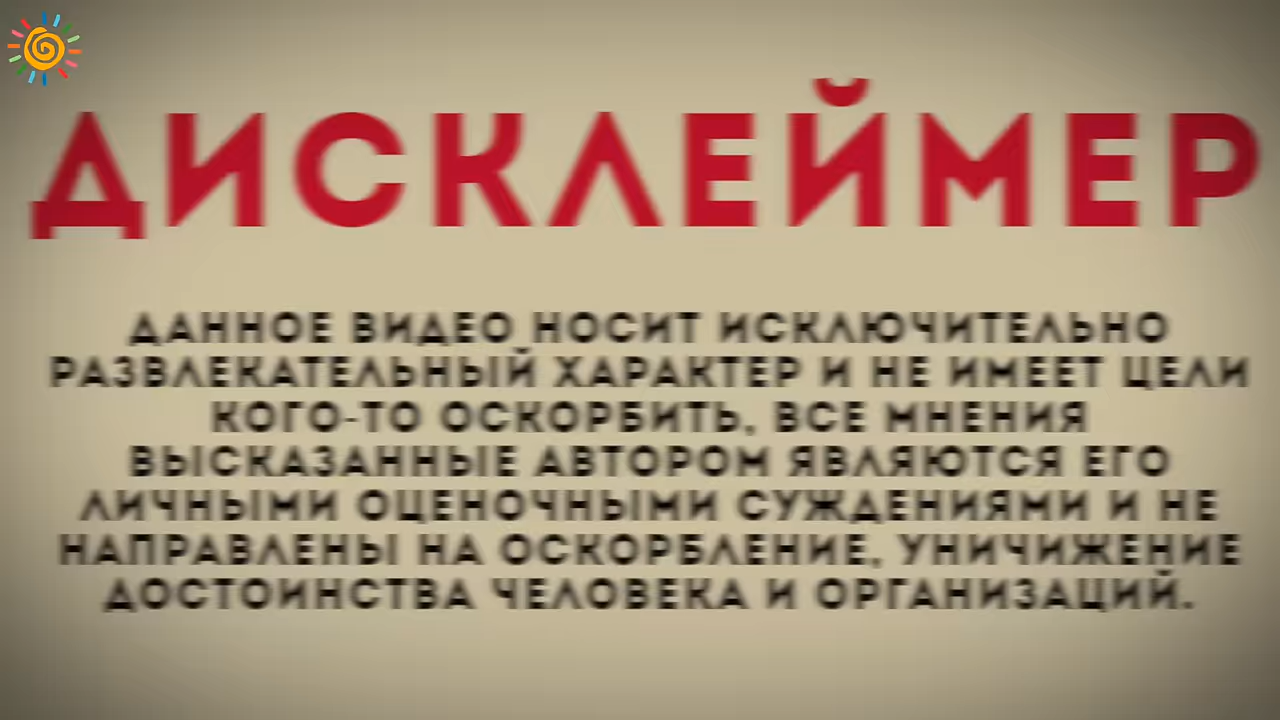 ДИСКЛЕЙМЕР
ДАННОЕ ВИДЕО НОСИТ ИСКЛЮЧИТЕЛЬНО
РАЗВЛЕКАТЕЛЬНЫЙ ХАРАКТЕР И НЕ ИМЕЕТ ЦЕЛИ
КОГО-ТО ОСКОРБИТЬ, ВСЕ МНЕНИЯ
ВЫСКАЗАННЫЕ АВТОРОМ ЯВЛЯЮТСЯ ЕГО
ЛИЧНЫМИ ОЦЕНОЧНЫМИ СУЖДЕНИЯМИ И НЕ
НАПРАВЛЕНЫ НА ОСКОРБЛЕНИЕ, УНИЧИЖЕНИЕ
ДОСТОИНСТВА ЧЕЛОВЕКА И ОРГАНИЗАЦИЙ.